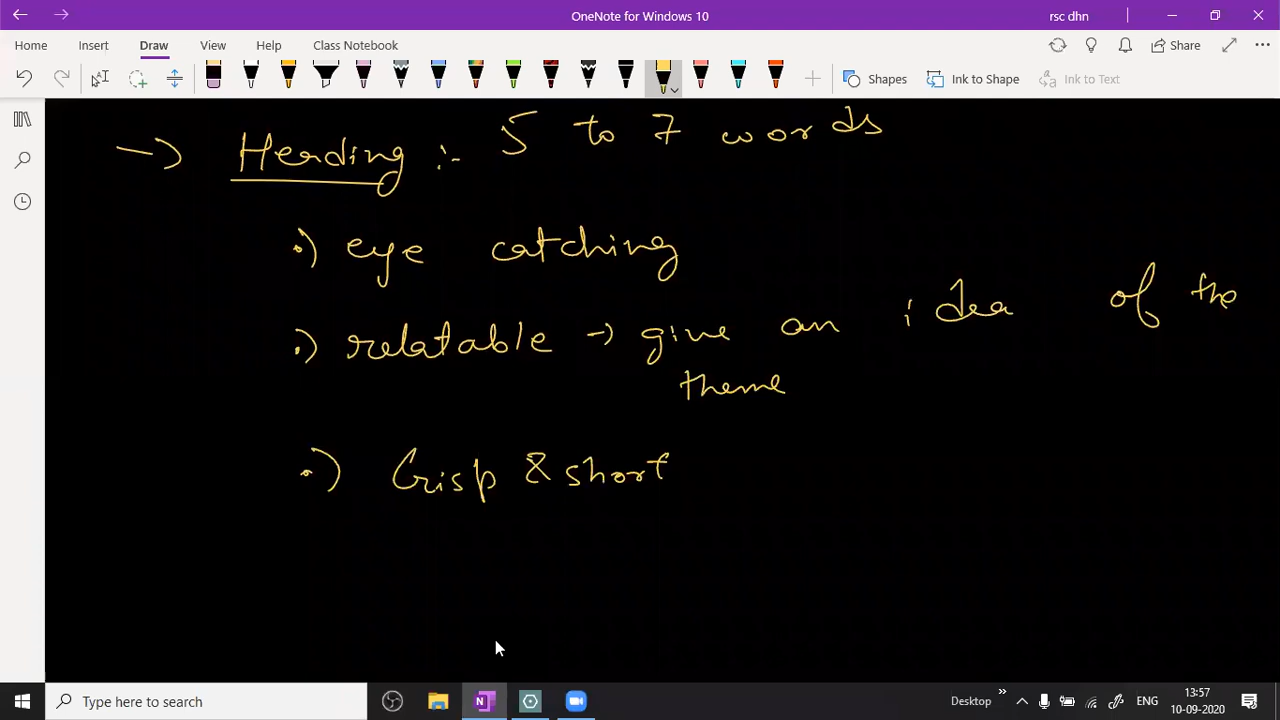 OneNote for Windows 10
rsc dhn
Home Insert Draw View Help Class Notebook
Share
Shapes Ink to Shape Ink to Text
→ Heading :- 5 to 7 words
•) eye catching
•) relatable → give an idea of the
theme
•) Crisp & short
Type here to search
Desktop
ENG
13:57
10-09-2020